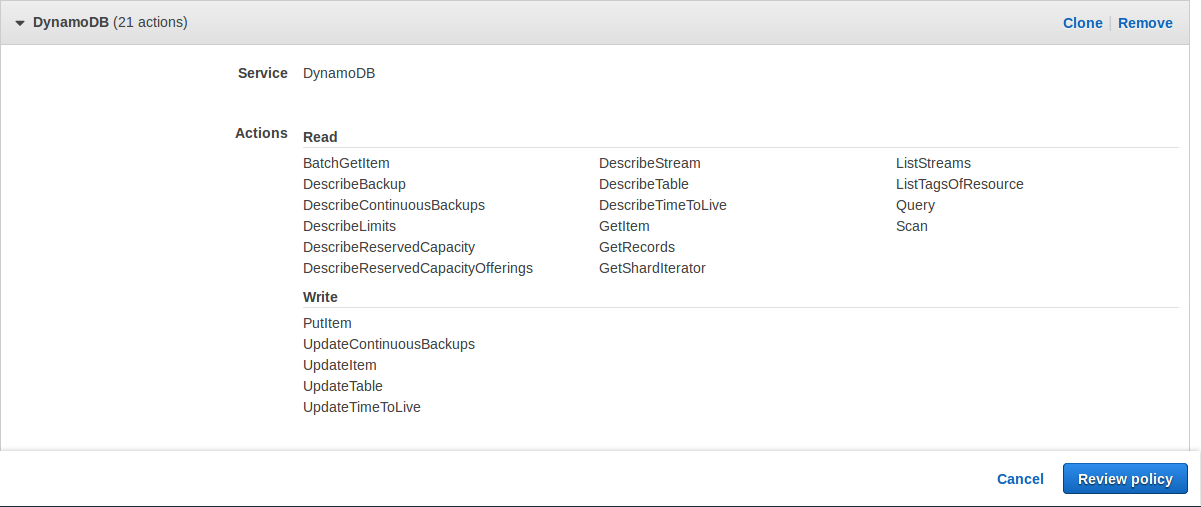 DynamoDB (21 actions)
Clone | Remove
Service DynamoDB
Actions
Read
BatchGetItem DescribeStream ListStreams
DescribeBackup DescribeTable ListTagsOfResource
DescribeContinuousBackups DescribeTimeToLive Query
DescribeLimits GetItem Scan
DescribeReservedCapacity GetRecords
DescribeReservedCapacityOfferings GetShardIterator
Write
PutItem
UpdateContinuousBackups
UpdateItem
UpdateTable
UpdateTimeToLive
Cancel Review policy